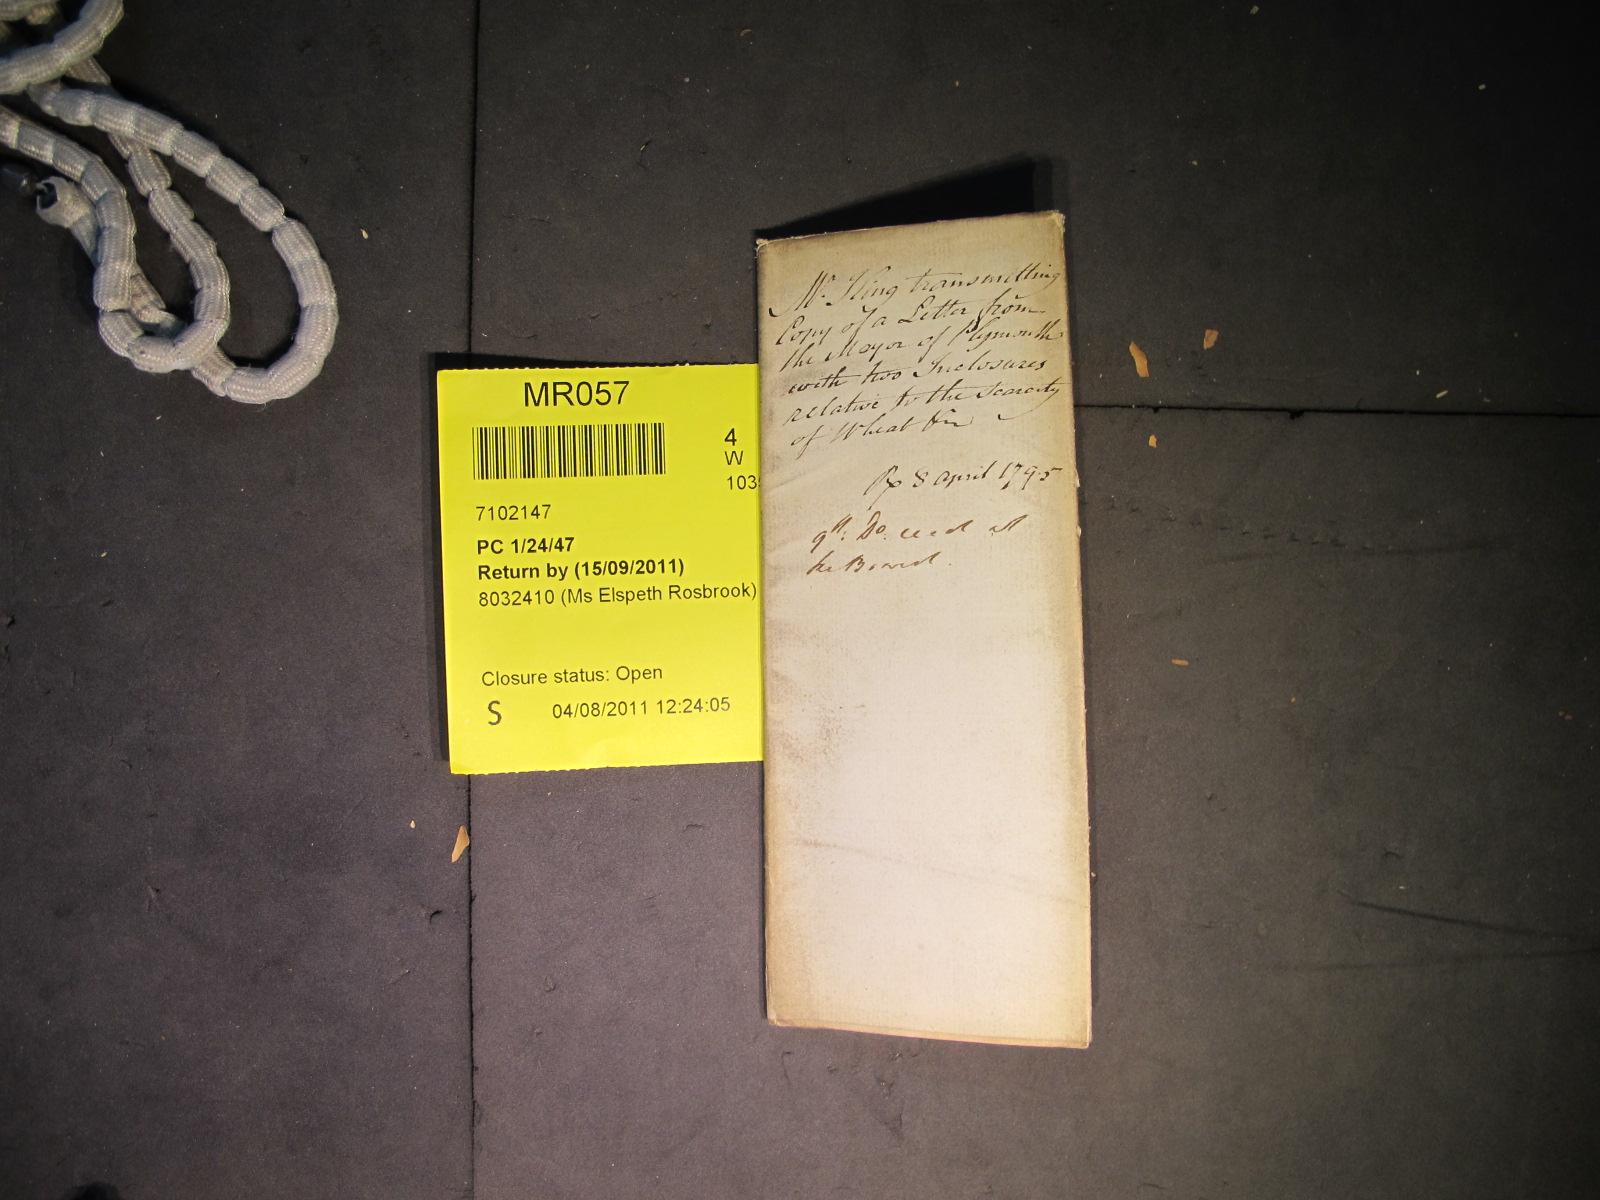 MR057
4
W
103
7102147
PC 1/24/47
Return by (15/09/2011)
8032410 (Ms Elspeth Rosbrook)
Closure status: Open
S 04/08/2011 12:24:05
Mr. King transmitting
Copy of a Letter from
the Mayor of Plymouth
with two Inclosures
relative to the Scarcity
of Wheat &ca
8 april 1795
9th. Do. read at
the Board.